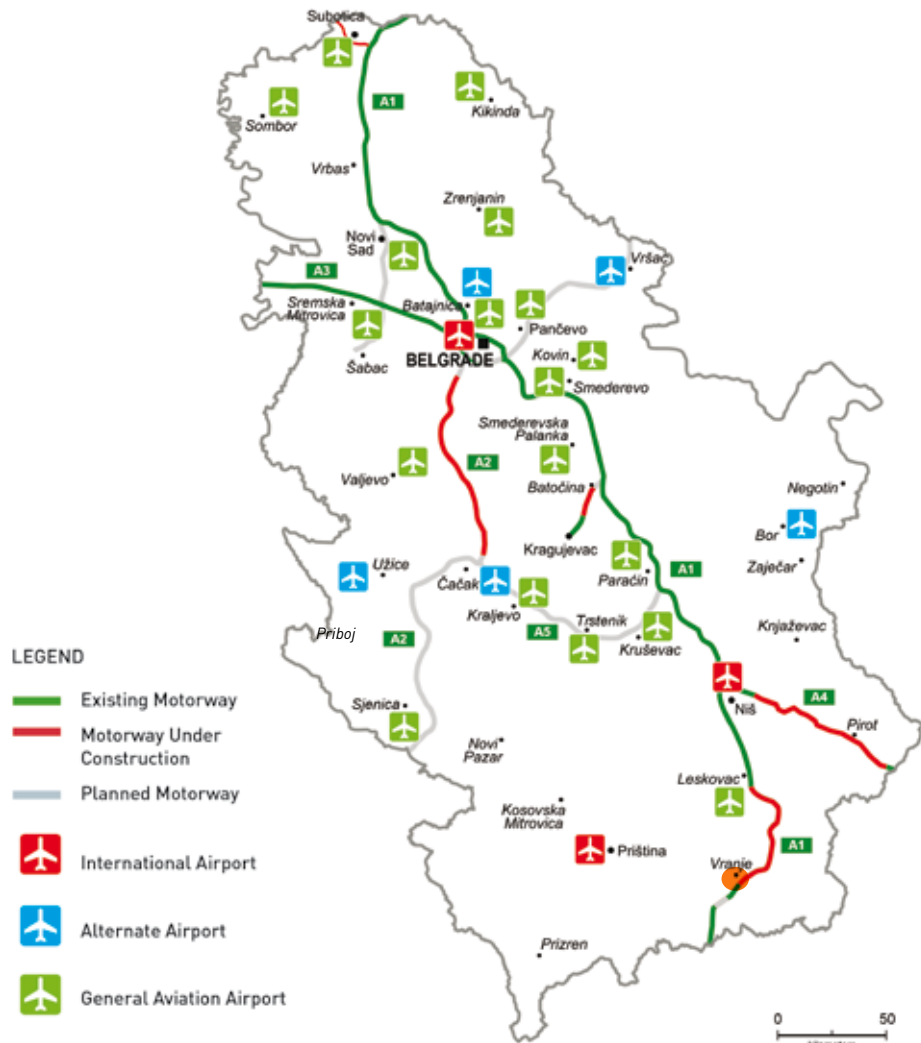 Subotica
A1
Kikinda
Sombor
Vrbas
Zrenjanin
Novi
Sad
Vršac
A3
Sremska
Mitrovica
Batajnica
Pančevo
BELGRADE
Kovin
Šabac
Smederevo
Smederevska
Palanka
A2
Valjevo
Batočina
Negotin
Bor
Kragujevac
Zaječar
Užice
Čačak
Paraćin
A1
Kraljevo
Trstenik
Priboj
A2
A5
Kruševac
Knjaževac
LEGEND
Existing Motorway
Motorway Under
Construction
Planned Motorway
International Airport
Alternate Airport
General Aviation Airport
Sjenica
Niš
A4
Pirot
Novi
Pazar
Leskovac
Kosovska
Mitrovica
Priština
A1
Vranje
Prizren
0 50